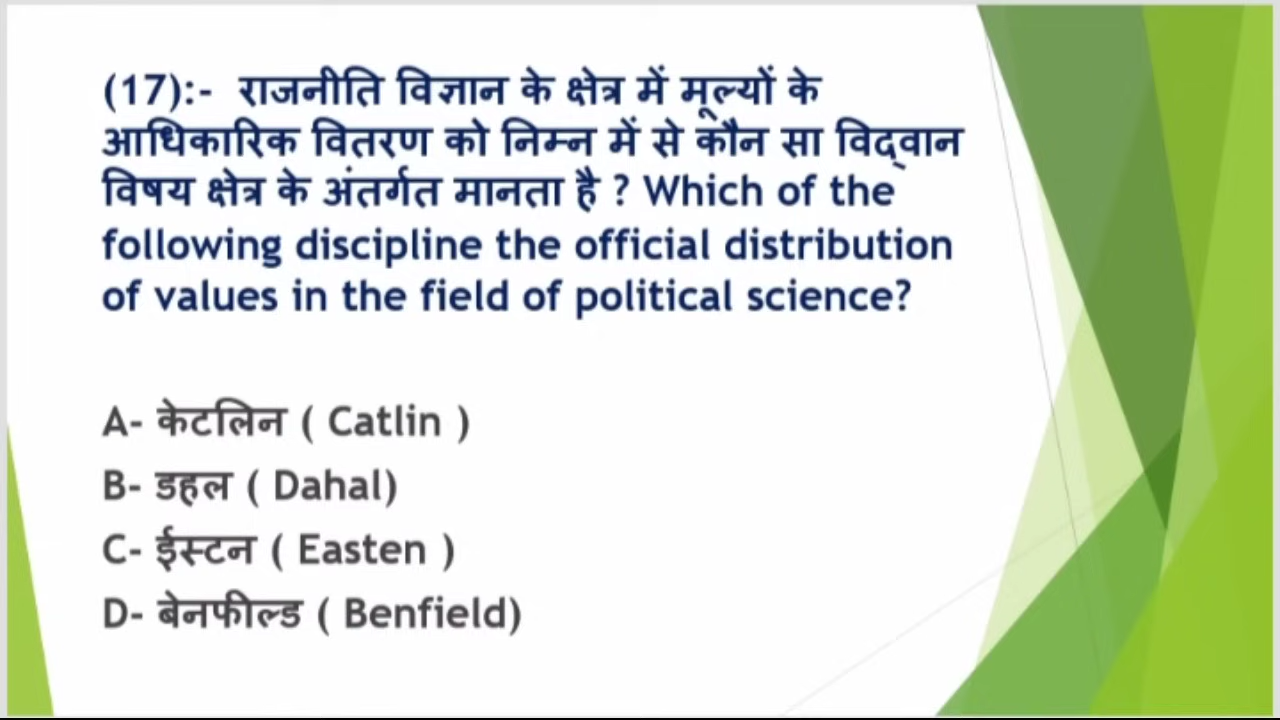 (17):- राजनीति विज्ञान के क्षेत्र में मूल्यों के
आधिकारिक वितरण को निम्न में से कौन सा विद्वान
विषय क्षेत्र के अंतर्गत मानता है ? Which of the
following discipline the official distribution
of values in the field of political science?
A- केटलिन ( Catlin )
B- डहल ( Dahal)
C- ईस्टन ( Easten )
D- बेनफील्ड ( Benfield)